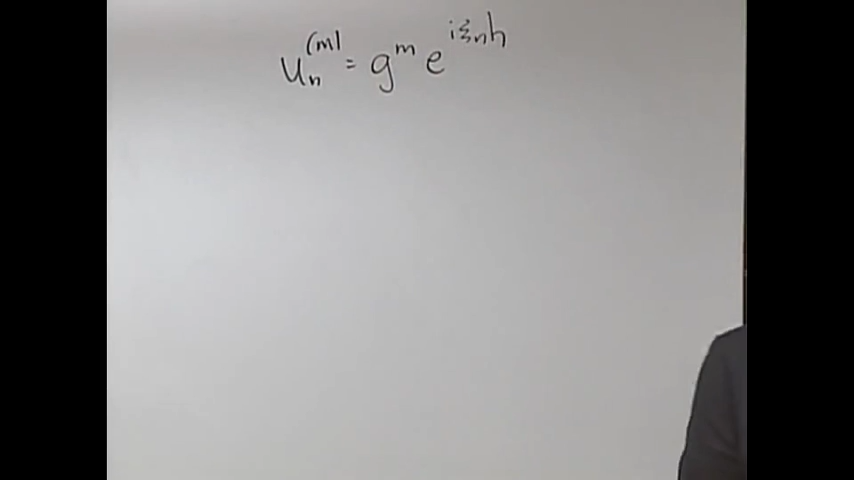 u_n^{(m)} = g^m e^{iξnh}